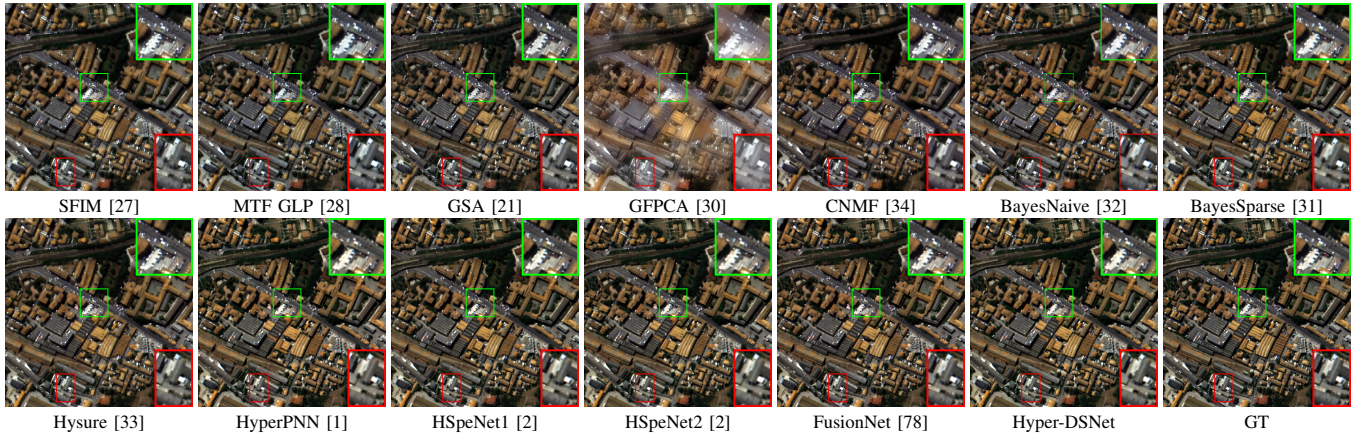 SFIM [27] MTF GLP [28] GSA [21] GFPCA [30] CNMF [34] BayesNaive [32] BayesSparse [31]
Hysure [33] HyperPNN [1] HSpeNet1 [2] HSpeNet2 [2] FusionNet [78] Hyper-DSNet GT